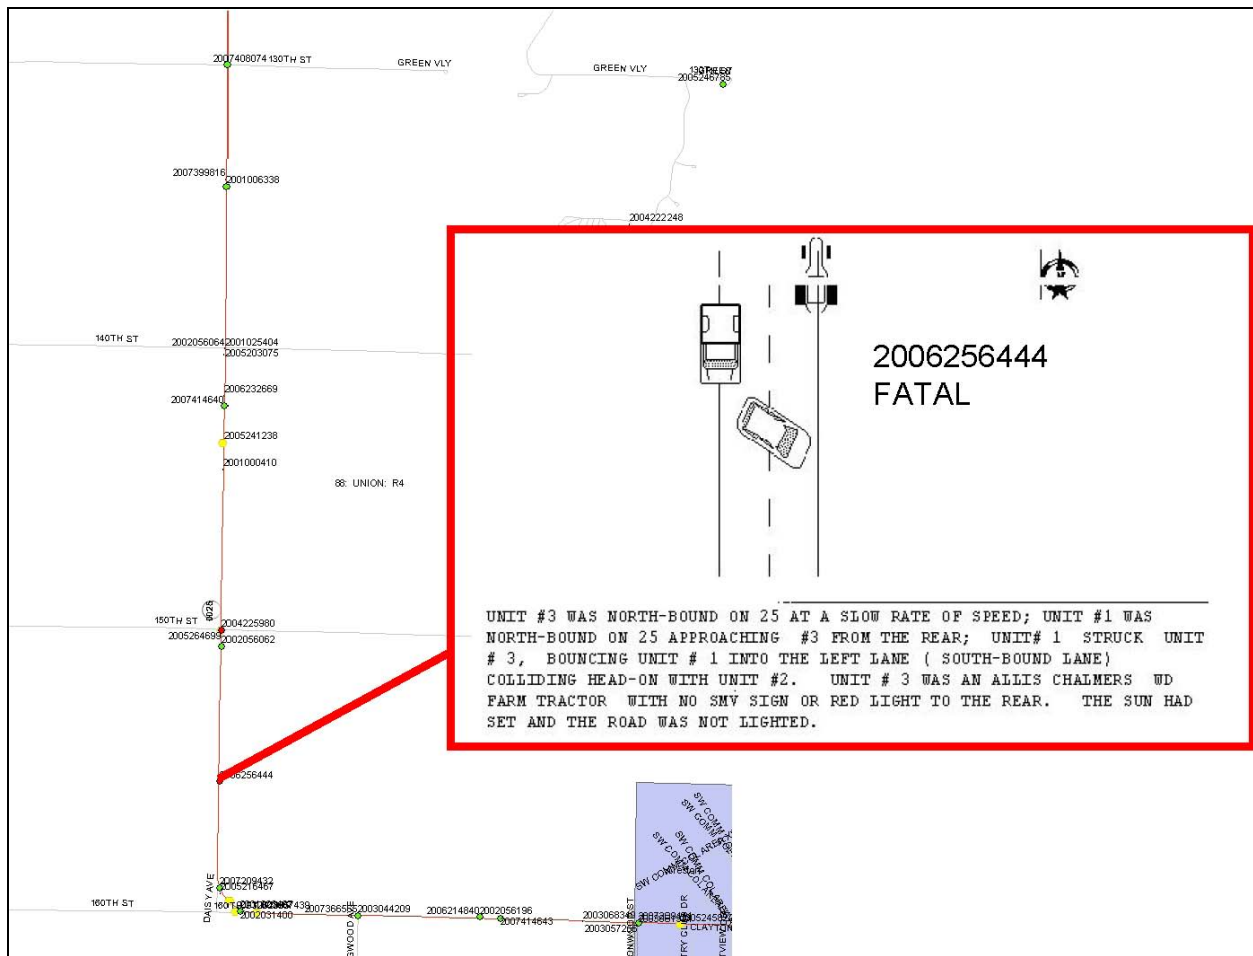 2007408074 130TH ST
GREEN VLY
GREEN VLY
2005246785
2007399816
2001006338
2004222248
140TH ST
2002056064 2001025404
2005203075
2006232669
2007414640
2005241238
2001000410
88: UNION: R4
2006256444
FATAL
UNIT #3 WAS NORTH-BOUND ON 25 AT A SLOW RATE OF SPEED; UNIT #1 WAS
NORTH-BOUND ON 25 APPROACHING #3 FROM THE REAR; UNIT# 1 STRUCK UNIT
# 3, BOUNCING UNIT # 1 INTO THE LEFT LANE ( SOUTH-BOUND LANE)
COLLIDING HEAD-ON WITH UNIT #2. UNIT # 3 WAS AN ALLIS CHALMERS WD
FARM TRACTOR WITH NO SMV SIGN OR RED LIGHT TO THE REAR. THE SUN HAD
SET AND THE ROAD WAS NOT LIGHTED.
150TH ST
2004225980
2005264699
2002056062
2006256444
2007209432
2005216467
DAISY AVE
160TH ST
2002031400
2007366565
2003044209
2006214840
2002056196
2007414643
2003057256